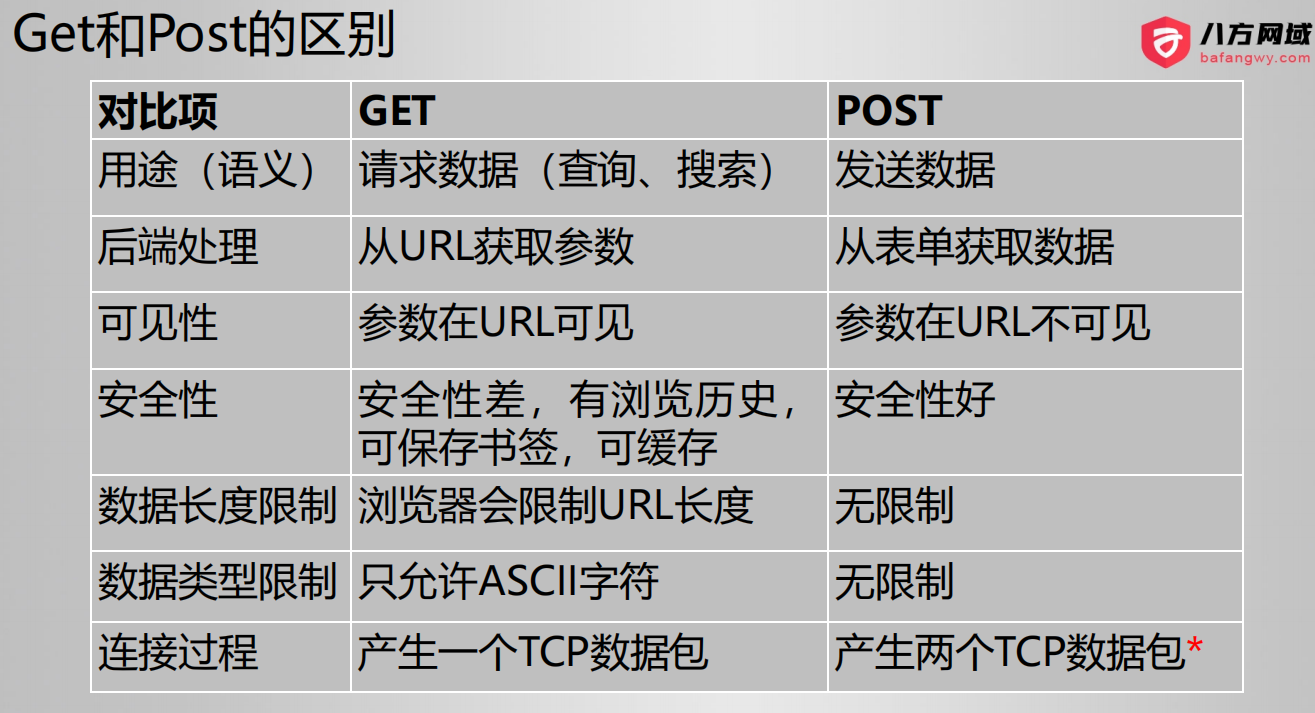 Get和Post的区别
八方网域
bafangwy.com
对比项 GET POST
用途（语义） 请求数据（查询、搜索） 发送数据
后端处理 从URL获取参数 从表单获取数据
可见性 参数在URL可见 参数在URL不可见
安全性 安全性差，有浏览历史， 安全性好
可保存书签，可缓存
数据长度限制 浏览器会限制URL长度 无限制
数据类型限制 只允许ASCII字符 无限制
连接过程 产生一个TCP数据包 产生两个TCP数据包*